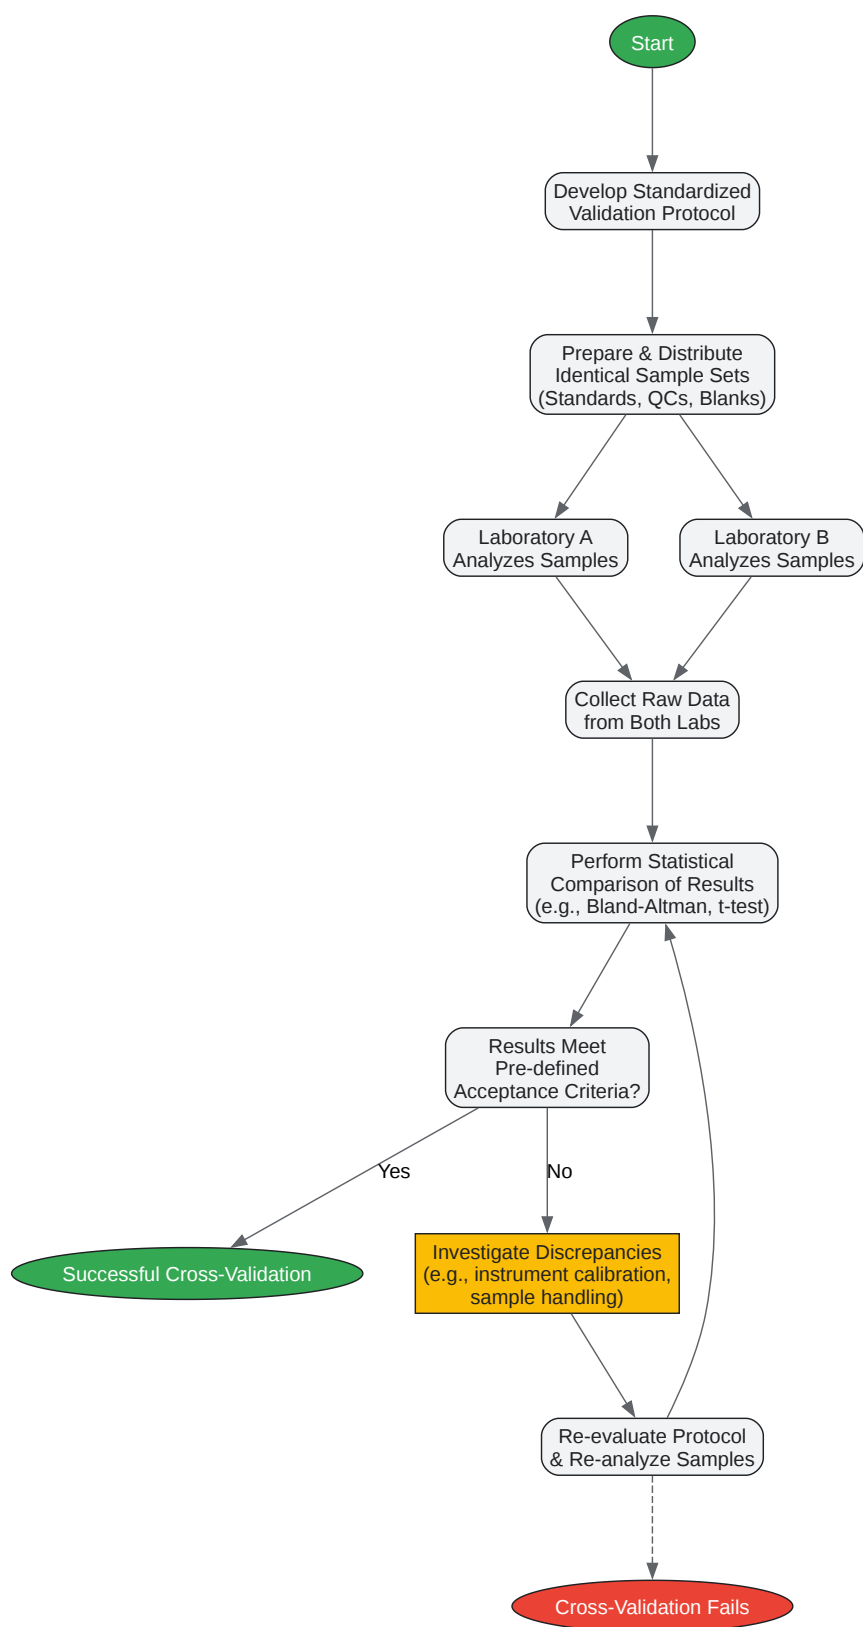 Start
Develop Standardized
Validation Protocol
Prepare & Distribute
Identical Sample Sets
(Standards, QCs, Blanks)
Laboratory A
Analyzes Samples
Laboratory B
Analyzes Samples
Collect Raw Data
from Both Labs
Perform Statistical
Comparison of Results
(e.g., Bland-Altman, t-test)
Results Meet
Pre-defined
Acceptance Criteria?
Yes
No
Successful Cross-Validation
Investigate Discrepancies
(e.g., instrument calibration,
sample handling)
Re-evaluate Protocol
& Re-analyze Samples
Cross-Validation Fails